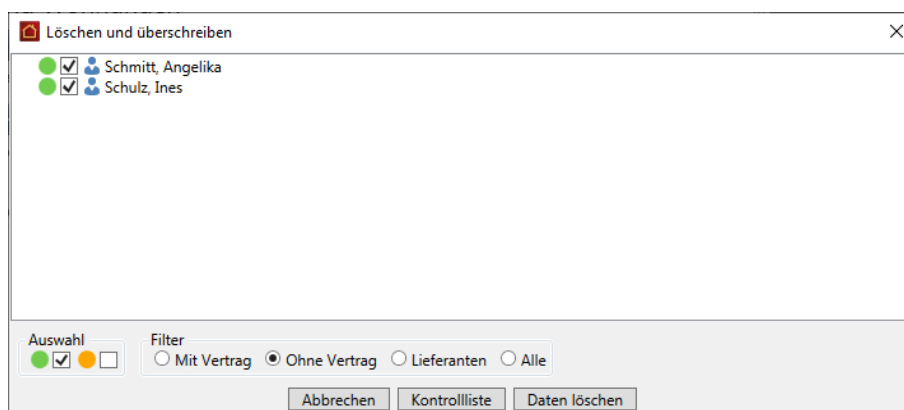 Löschen und überschreiben
Schmitt, Angelika
Schulz, Ines
Auswahl
Filter
Mit Vertrag Ohne Vertrag Lieferanten Alle
Abbrechen Kontrollliste Daten löschen